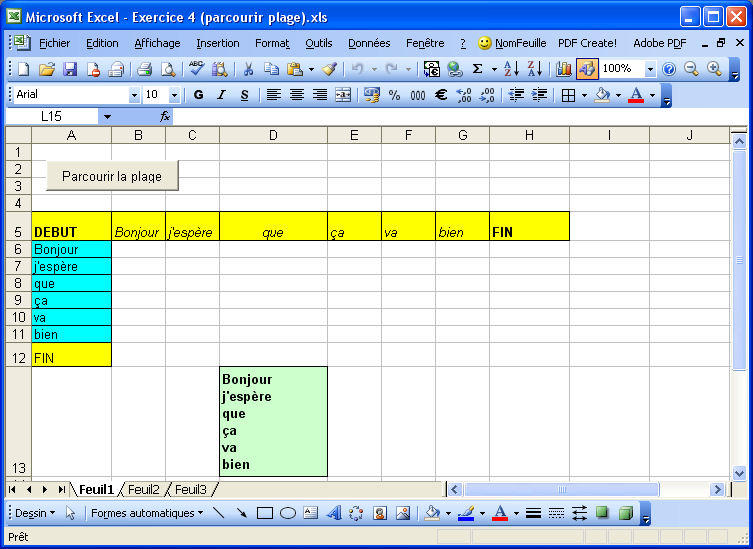 Microsoft Excel - Exercice 4 (parcourir plage).xls
Fichier Edition Affichage Insertion Format Outils Données Fenêtre ? NomFeuille PDF Create! Adobe PDF
100%
Arial 10 G I S % 000 €
L15 fx
A B C D E F G H I J
1
2
Parcourir la plage
3
4
5 DEBUT Bonjour j'espère que ça va bien FIN
6 Bonjour
7 j'espère
8 que
9 ça
10 va
11 bien
12 FIN
Bonjour
j'espère
que
ça
va
bien
13
Feuil1 Feuil2 Feuil3
Dessin Formes automatiques
Prêt